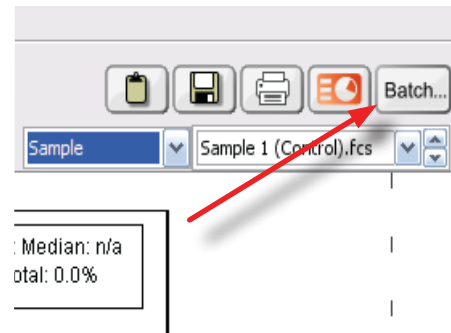 Batch...
Sample Sample 1 (Control).fcs
: Median: n/a
otal: 0.0%